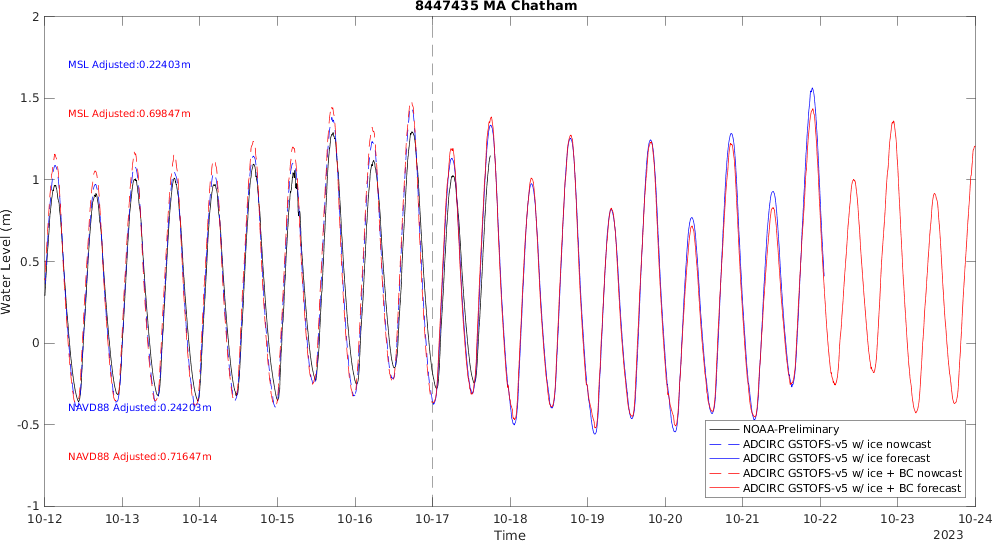 8447435 MA Chatham
2
MSL Adjusted:0.22403m
1.5
MSL Adjusted:0.69847m
1
0.5
Water Level (m)
0
NAVD88 Adjusted:0.24203m
-0.5
NAVD88 Adjusted:0.71647m
-1
NOAA-Preliminary
ADCIRC GSTOFS-v5 w/ ice nowcast
ADCIRC GSTOFS-v5 w/ ice forecast
ADCIRC GSTOFS-v5 w/ ice + BC nowcast
ADCIRC GSTOFS-v5 w/ ice + BC forecast
10-12 10-13 10-14 10-15 10-16 10-17 10-18 10-19 10-20 10-21 10-22 10-23 10-24
Time
2023